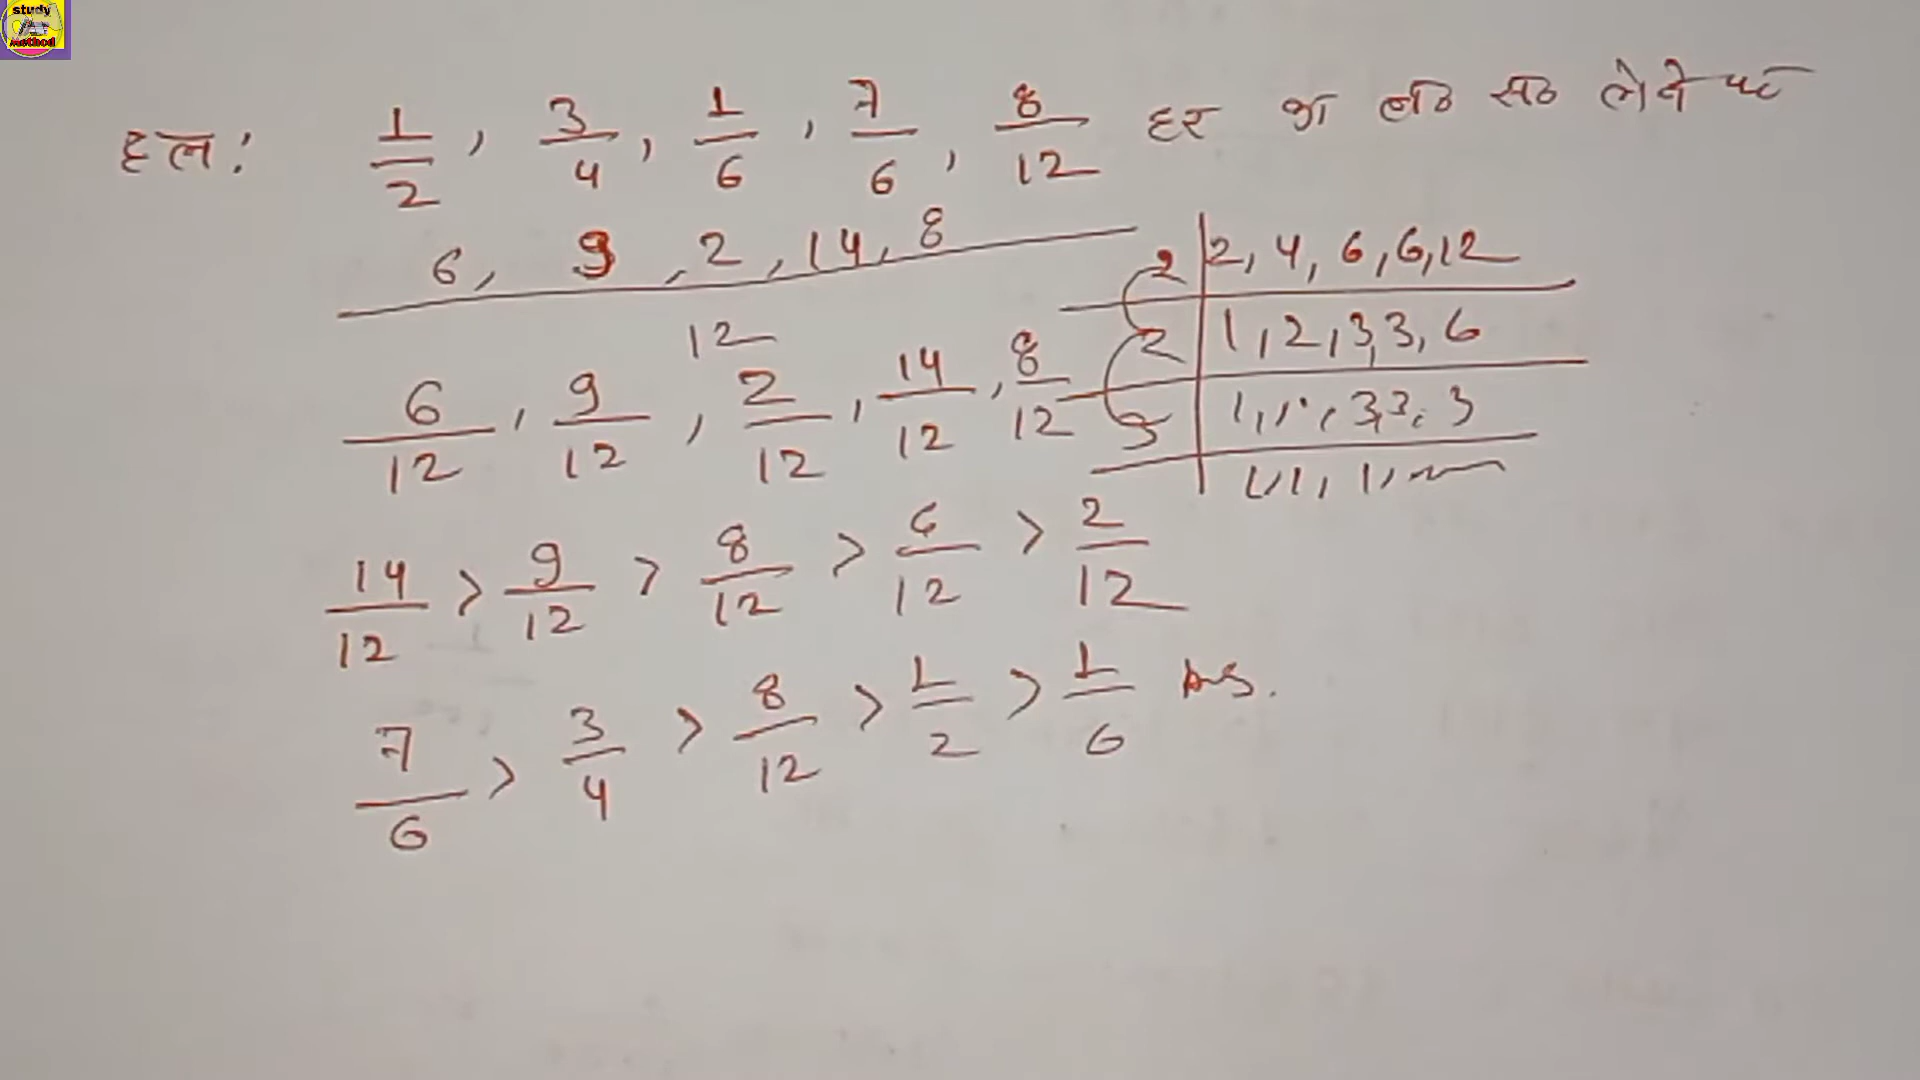 study
Method
हल: 1/2, 3/4, 1/6, 7/6, 8/12 हर का ल० स० लेने पर
6, 9, 2, 14, 8
12
6/12, 9/12, 2/12, 14/12, 8/12
2 | 2, 4, 6, 6, 12
2 | 1, 2, 3, 3, 6
3 | 1, 1, 3, 3, 3
1, 1, 1,
14/12 > 9/12 > 8/12 > 6/12 > 2/12
7/6 > 3/4 > 8/12 > 1/2 > 1/6 Ans.